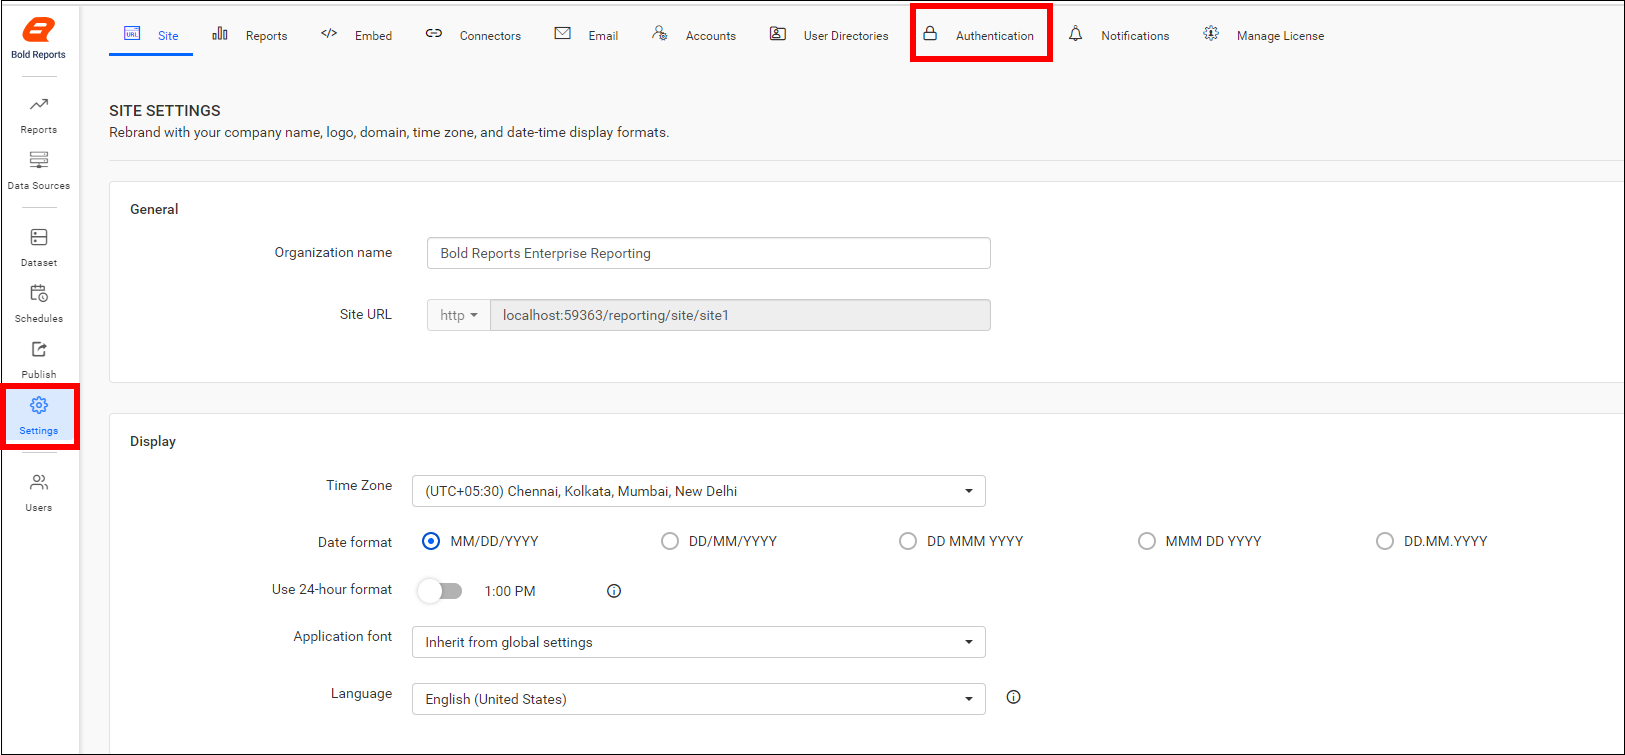 Bold Reports
Reports
Data Sources
Dataset
Schedules
Publish
Settings
Users
URL Site Reports </> Embed Connectors Email Accounts User Directories Authentication Notifications Manage License
SITE SETTINGS
Rebrand with your company name, logo, domain, time zone, and date-time display formats.
General
Organization name Bold Reports Enterprise Reporting
Site URL http localhost:59363/reporting/site/site1
Display
Time Zone (UTC+05:30) Chennai, Kolkata, Mumbai, New Delhi
Date format MM/DD/YYYY DD/MM/YYYY DD MMM YYYY MMM DD YYYY DD.MM.YYYY
Use 24-hour format 1:00 PM
Application font Inherit from global settings
Language English (United States)